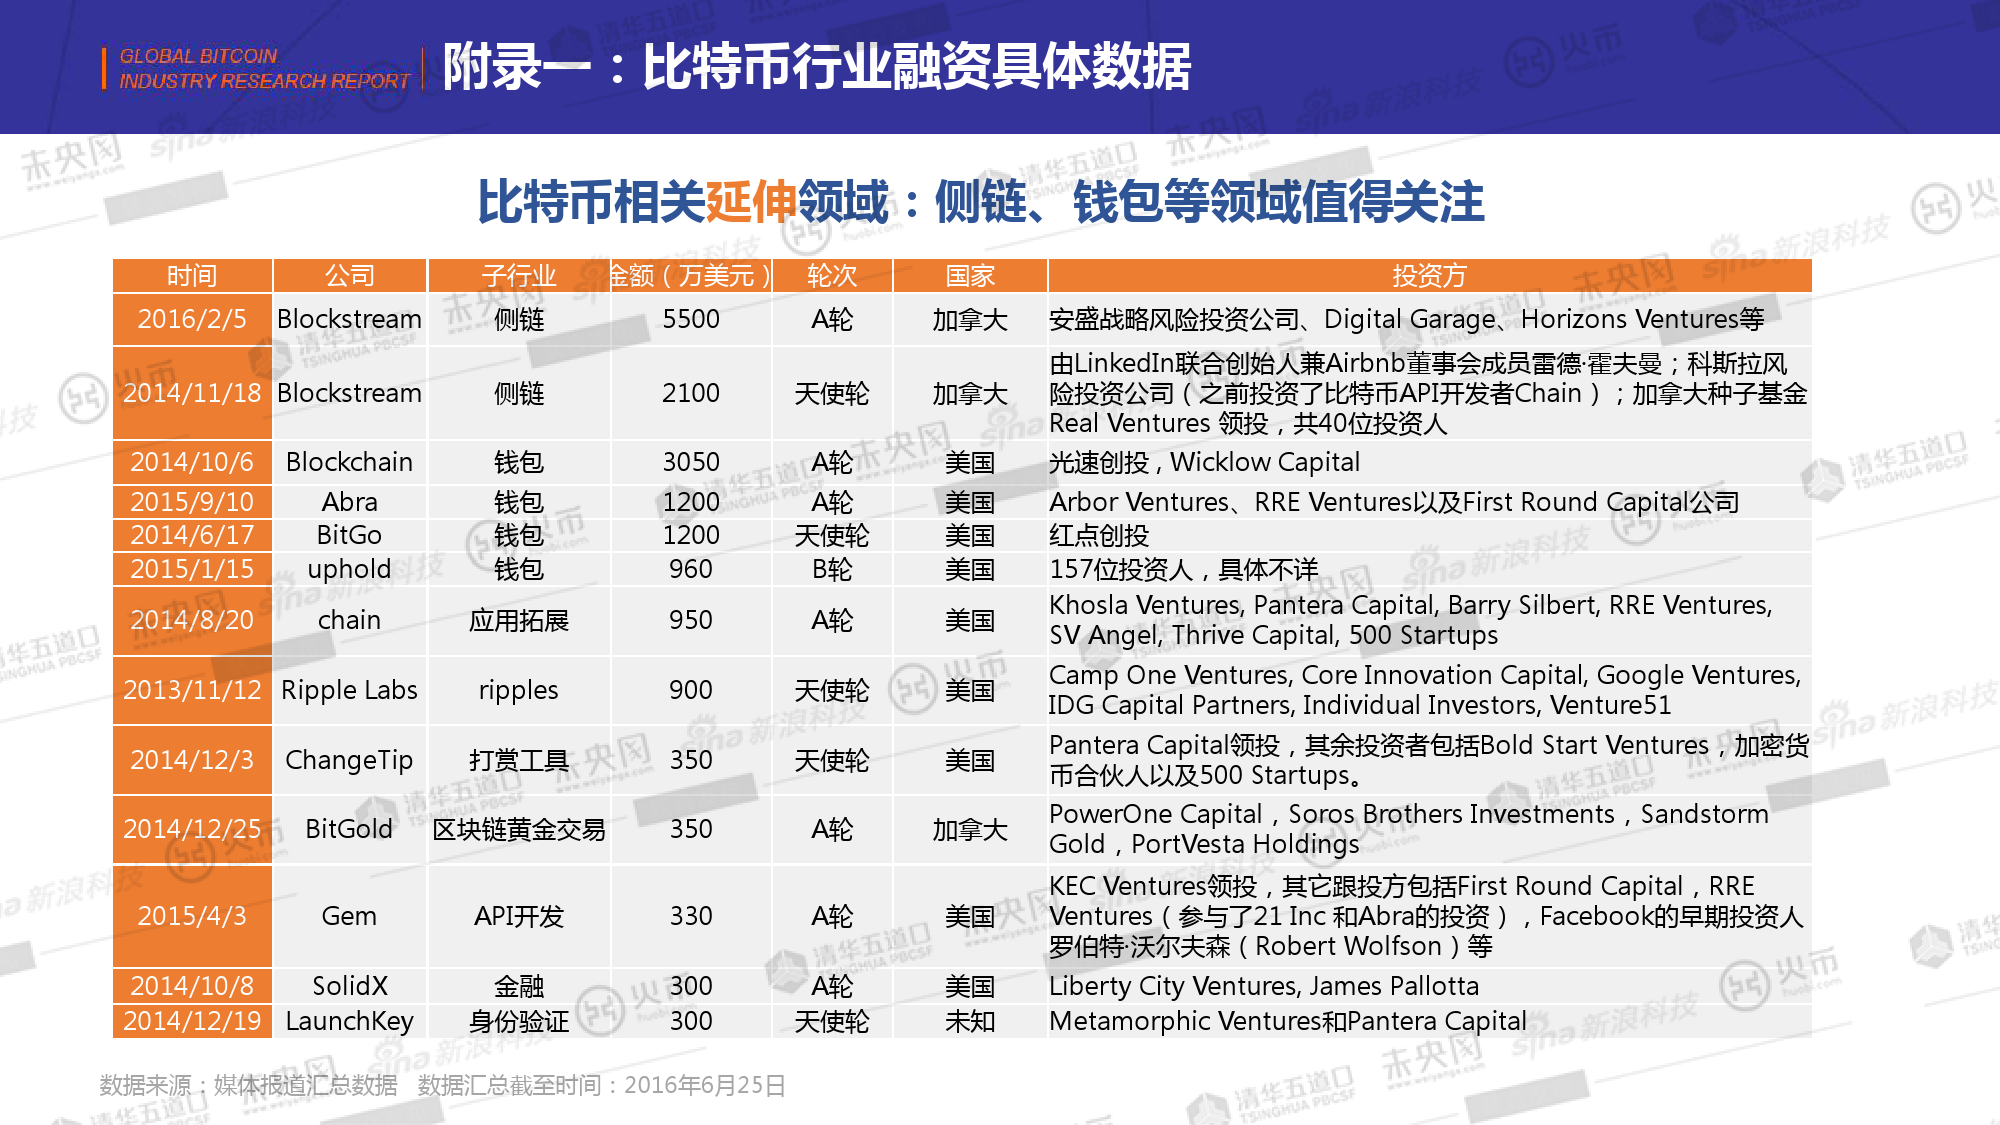 GLOBAL BITCOIN
INDUSTRY RESEARCH REPORT
附录一：比特币行业融资具体数据
比特币相关延伸领域：侧链、钱包等领域值得关注
时间 公司 子行业 金额（万美元） 轮次 国家 投资方
2016/2/5 Blockstream 侧链 5500 A轮 加拿大 安盛战略风险投资公司、Digital Garage、Horizons Ventures等
2014/11/18 Blockstream 侧链 2100 天使轮 加拿大 由LinkedIn联合创始人兼Airbnb董事会成员雷德·霍夫曼；科斯拉风
险投资公司（之前投资了比特币API开发者Chain）；加拿大种子基金
Real Ventures 领投，共40位投资人
2014/10/6 Blockchain 钱包 3050 A轮 美国 光速创投，Wicklow Capital
2015/9/10 Abra 钱包 1200 A轮 美国 Arbor Ventures、RRE Ventures以及First Round Capital公司
2014/6/17 BitGo 钱包 1200 天使轮 美国 红点创投
2015/1/15 uphold 钱包 960 B轮 美国 157位投资人，具体不详
2014/8/20 chain 应用拓展 950 A轮 美国 Khosla Ventures, Pantera Capital, Barry Silbert, RRE Ventures,
SV Angel, Thrive Capital, 500 Startups
2013/11/12 Ripple Labs ripples 900 天使轮 美国 Camp One Ventures, Core Innovation Capital, Google Ventures,
IDG Capital Partners, Individual Investors, Venture51
2014/12/3 ChangeTip 打赏工具 350 天使轮 美国 Pantera Capital领投，其余投资者包括Bold Start Ventures，加密货
币合伙人以及500 Startups。
2014/12/25 BitGold 区块链黄金交易 350 A轮 加拿大 PowerOne Capital，Soros Brothers Investments，Sandstorm
Gold，PortVesta Holdings
2015/4/3 Gem API开发 330 A轮 美国 KEC Ventures领投，其它跟投方包括First Round Capital，RRE
Ventures（参与了21 Inc 和Abra的投资），Facebook的早期投资人
罗伯特·沃尔夫森（Robert Wolfson）等
2014/10/8 SolidX 金融 300 A轮 美国 Liberty City Ventures, James Pallotta
2014/12/19 LaunchKey 身份验证 300 天使轮 未知 Metamorphic Ventures和Pantera Capital
数据来源：媒体报道汇总数据 数据汇总截至时间：2016年6月25日
未央网
www.weiyangx.com
sina新浪科技
清华五道口
TSINGHUA PBCSF
火币
huobi.com